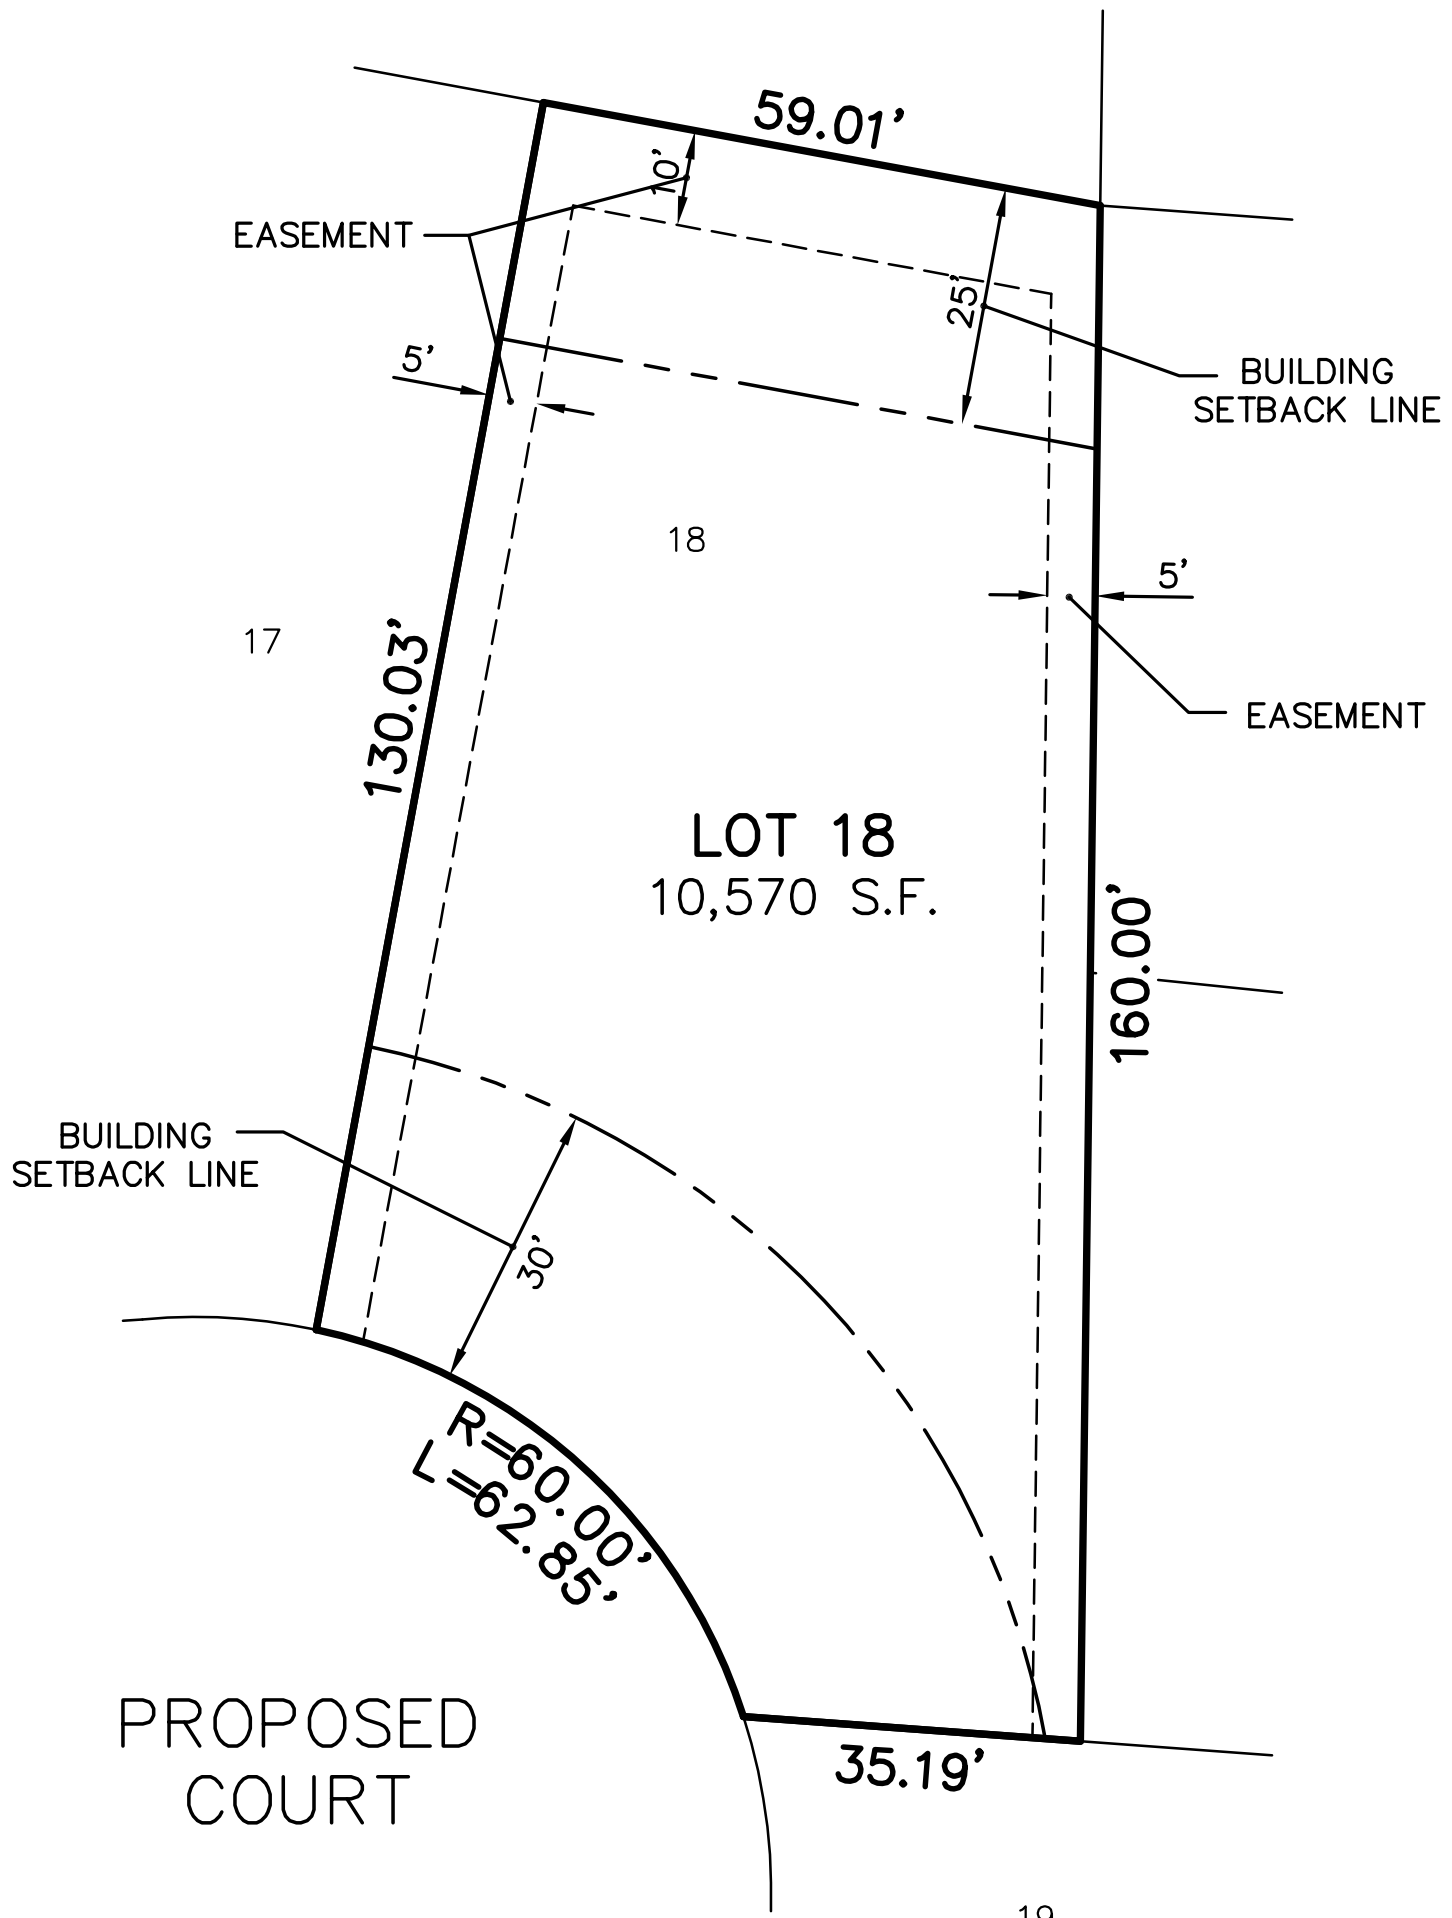 59.01'
10'
EASEMENT
25'
5'
BUILDING
SETBACK LINE
18
5'
17
130.03'
EASEMENT
LOT 18
10,570 S.F.
160.00'
BUILDING
SETBACK LINE
30'
R=60.00'
L=62.85'
PROPOSED
COURT
35.19'
19